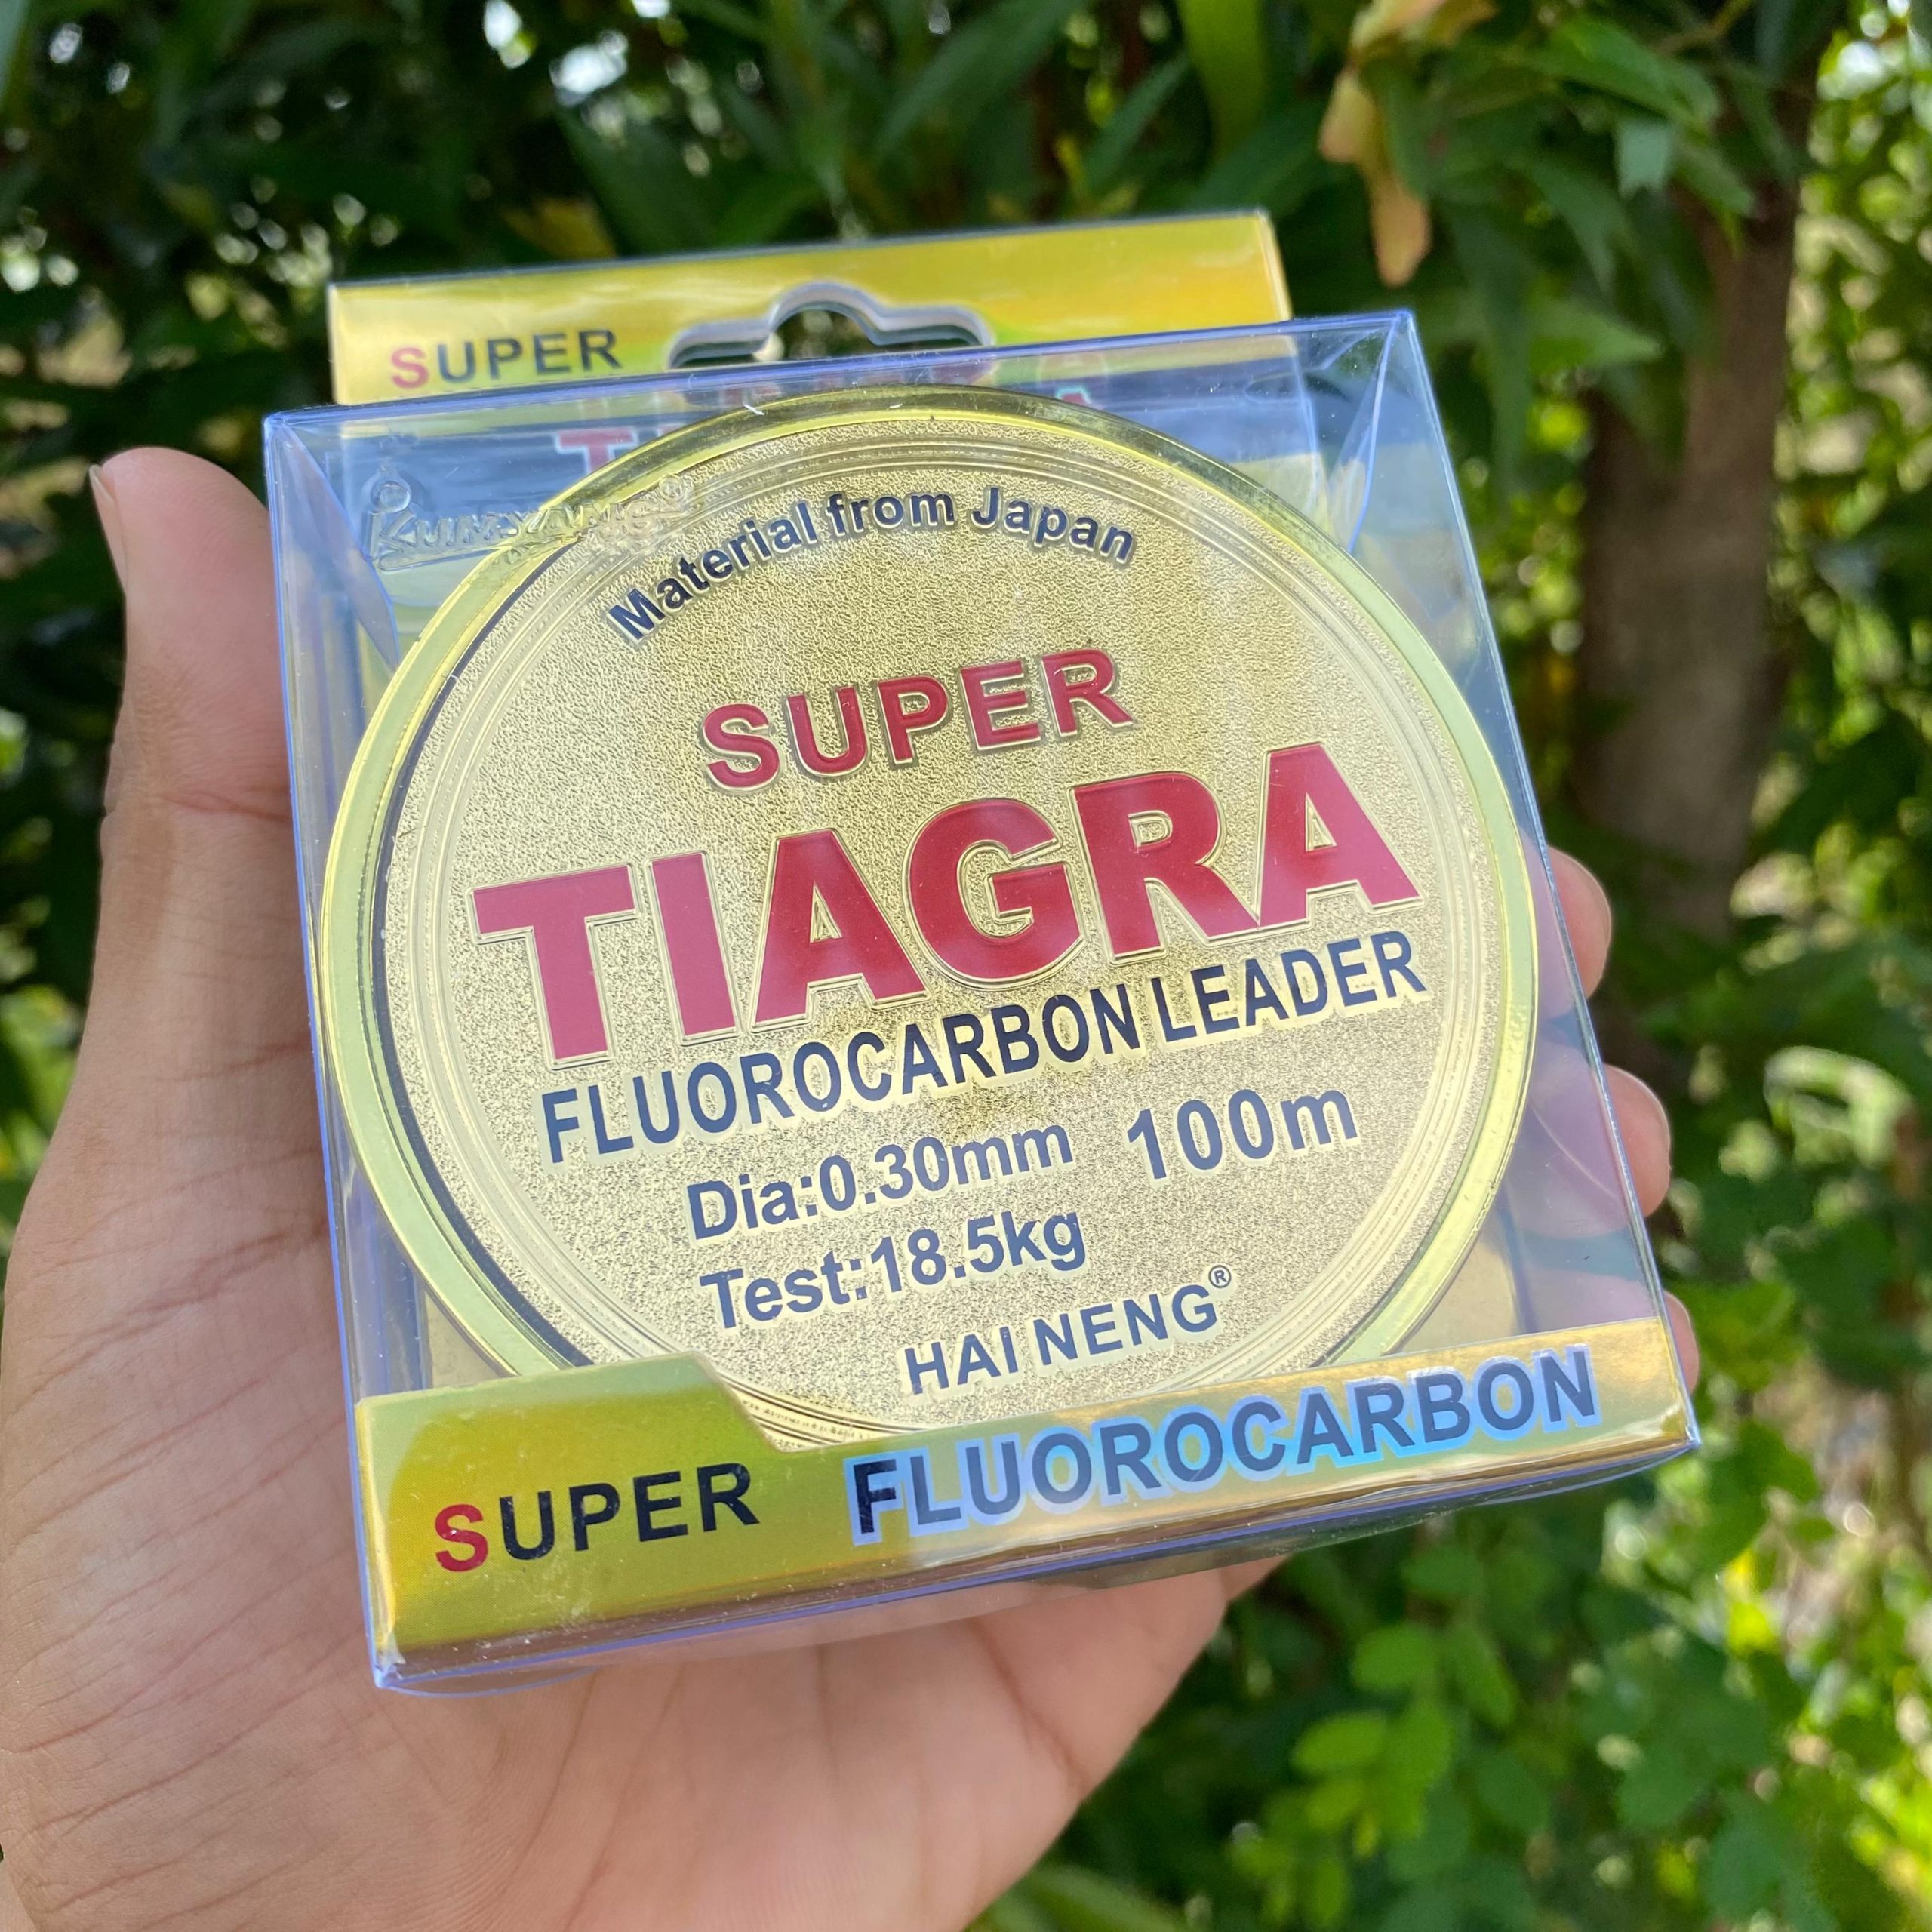 SUPER
KUNYANG
Material from Japan
SUPER
TIAGRA
FLUOROCARBON LEADER
Dia:0.30mm 100m
Test:18.5kg
HAI NENG®
SUPER FLUOROCARBON